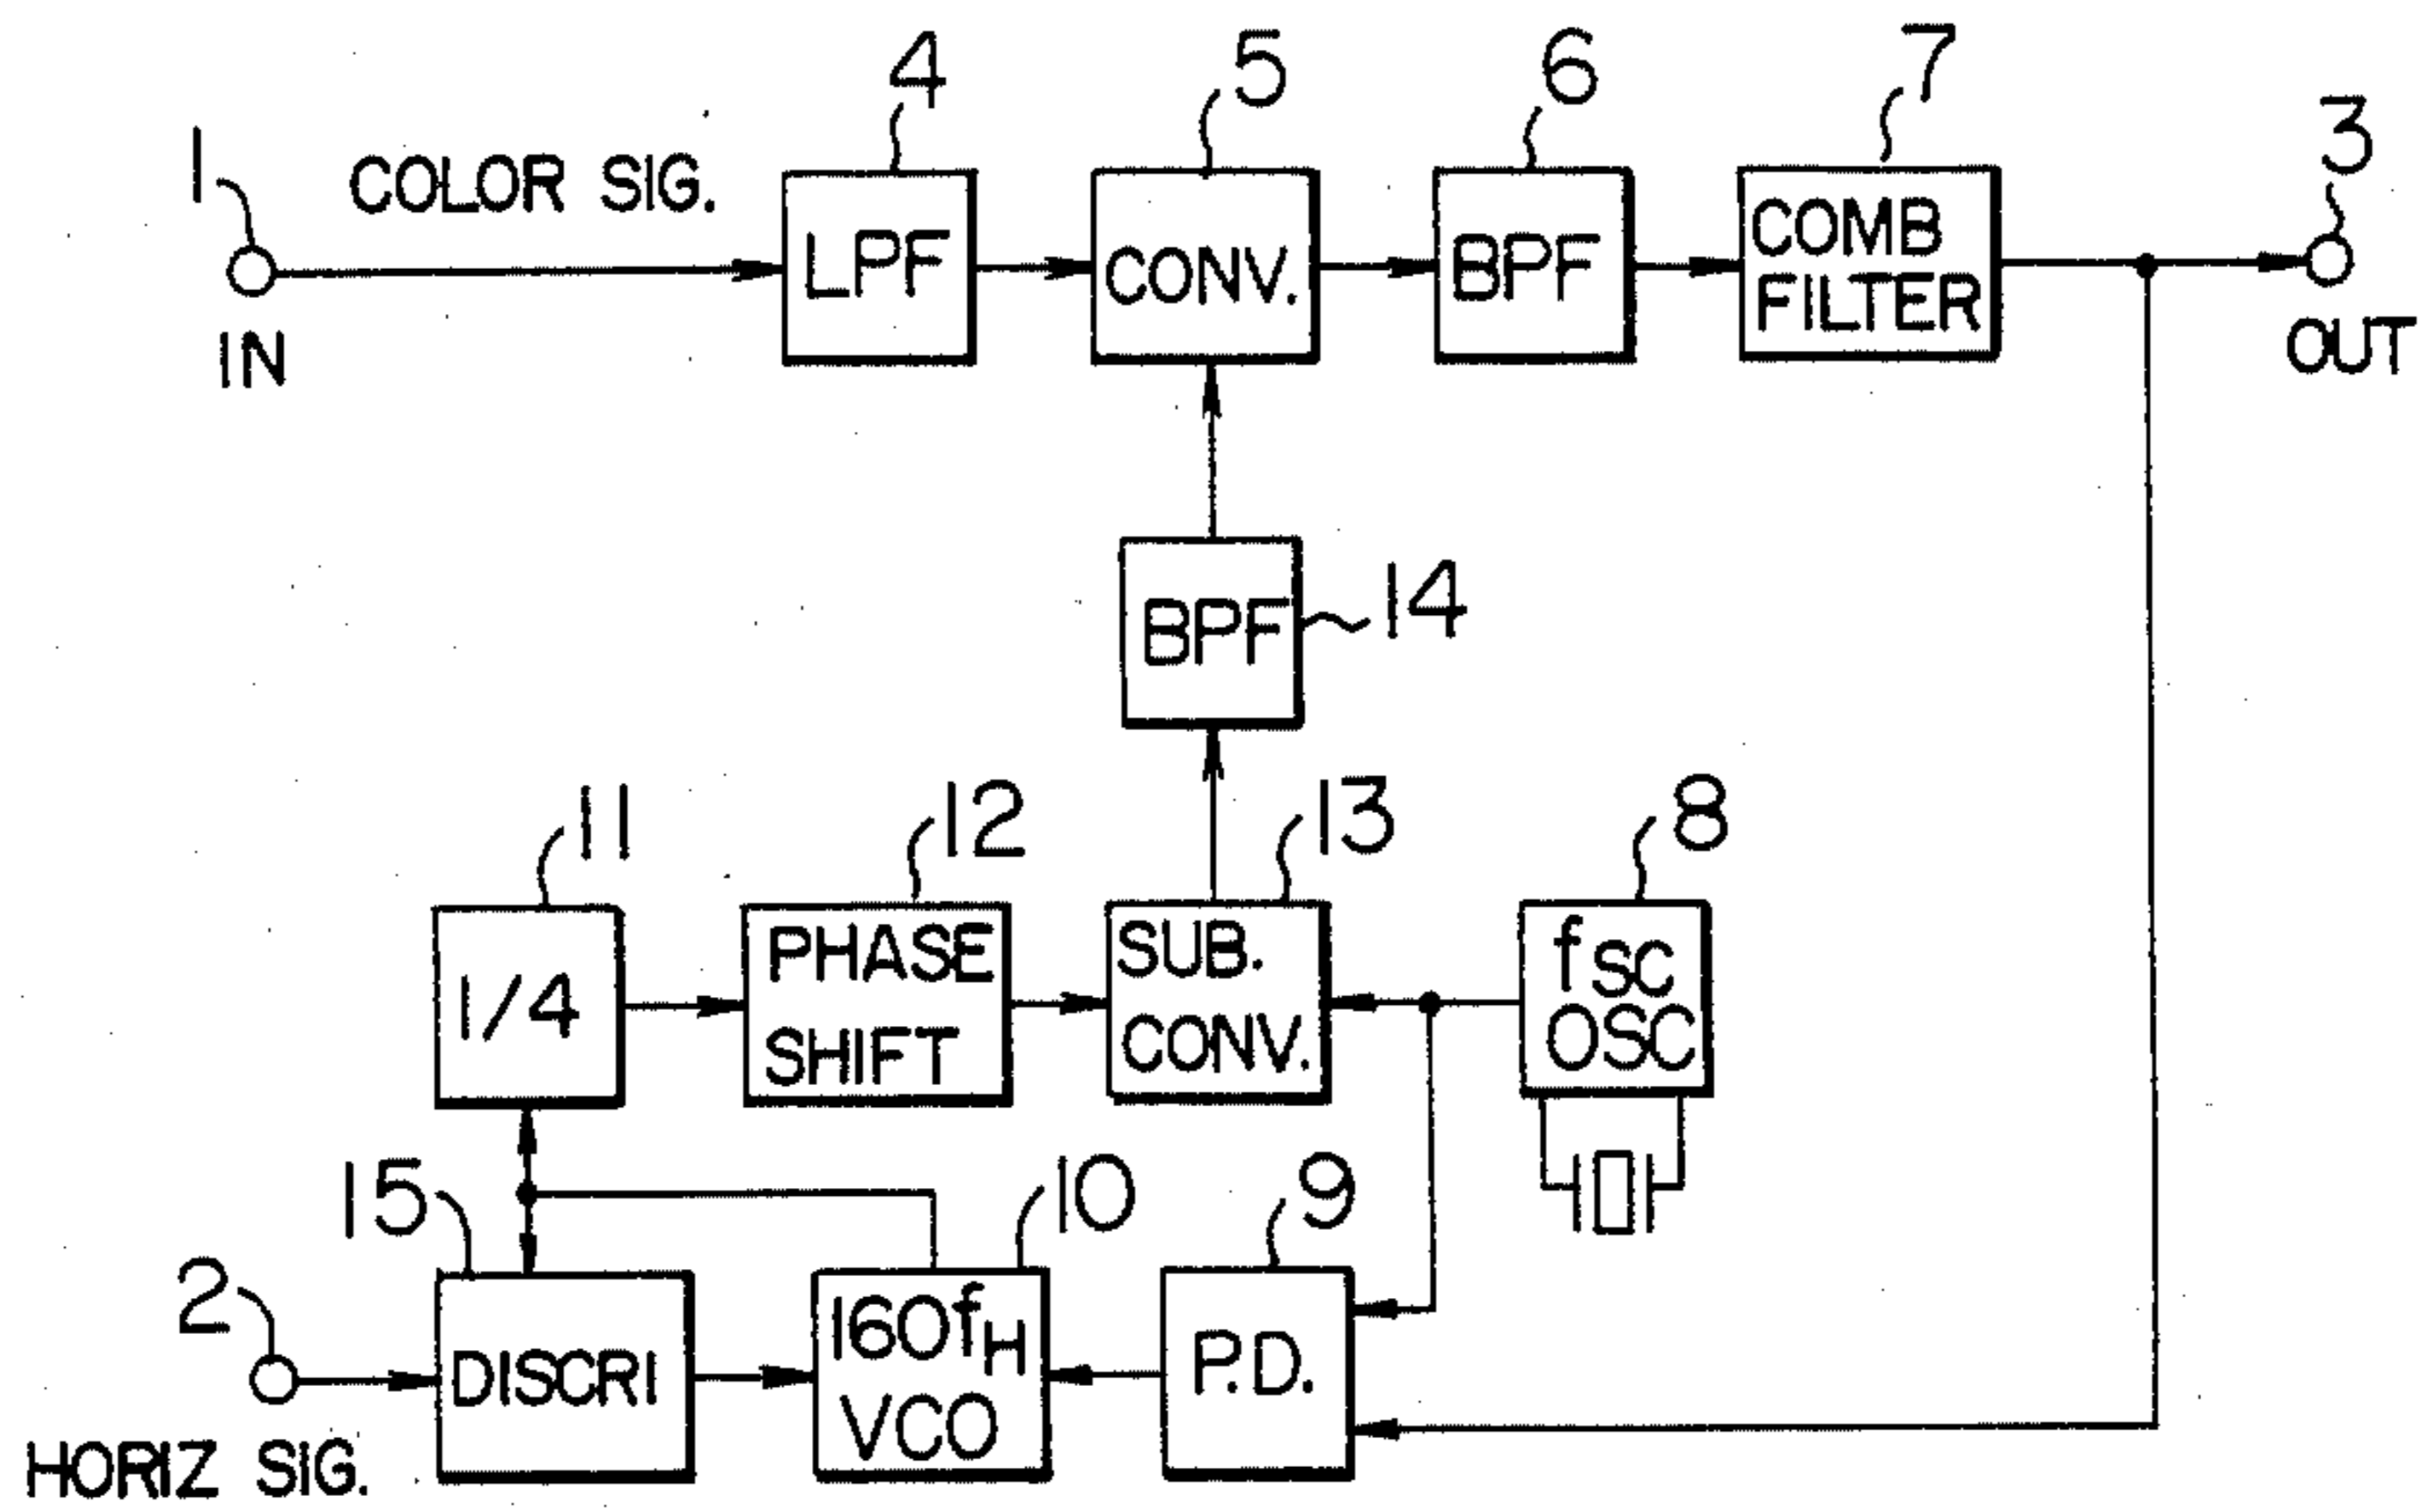 4
5
6
7
3
1
COLOR SIG.
LPF
CONV.
BPF
COMB
FILTER
IN
OUT
BPF
14
11
12
13
8
1/4
PHASE
SHIFT
SUB.
CONV.
fSC
OSC
15
10
9
2
DISCRI
160fH
VCO
P.D.
HORIZ SIG.